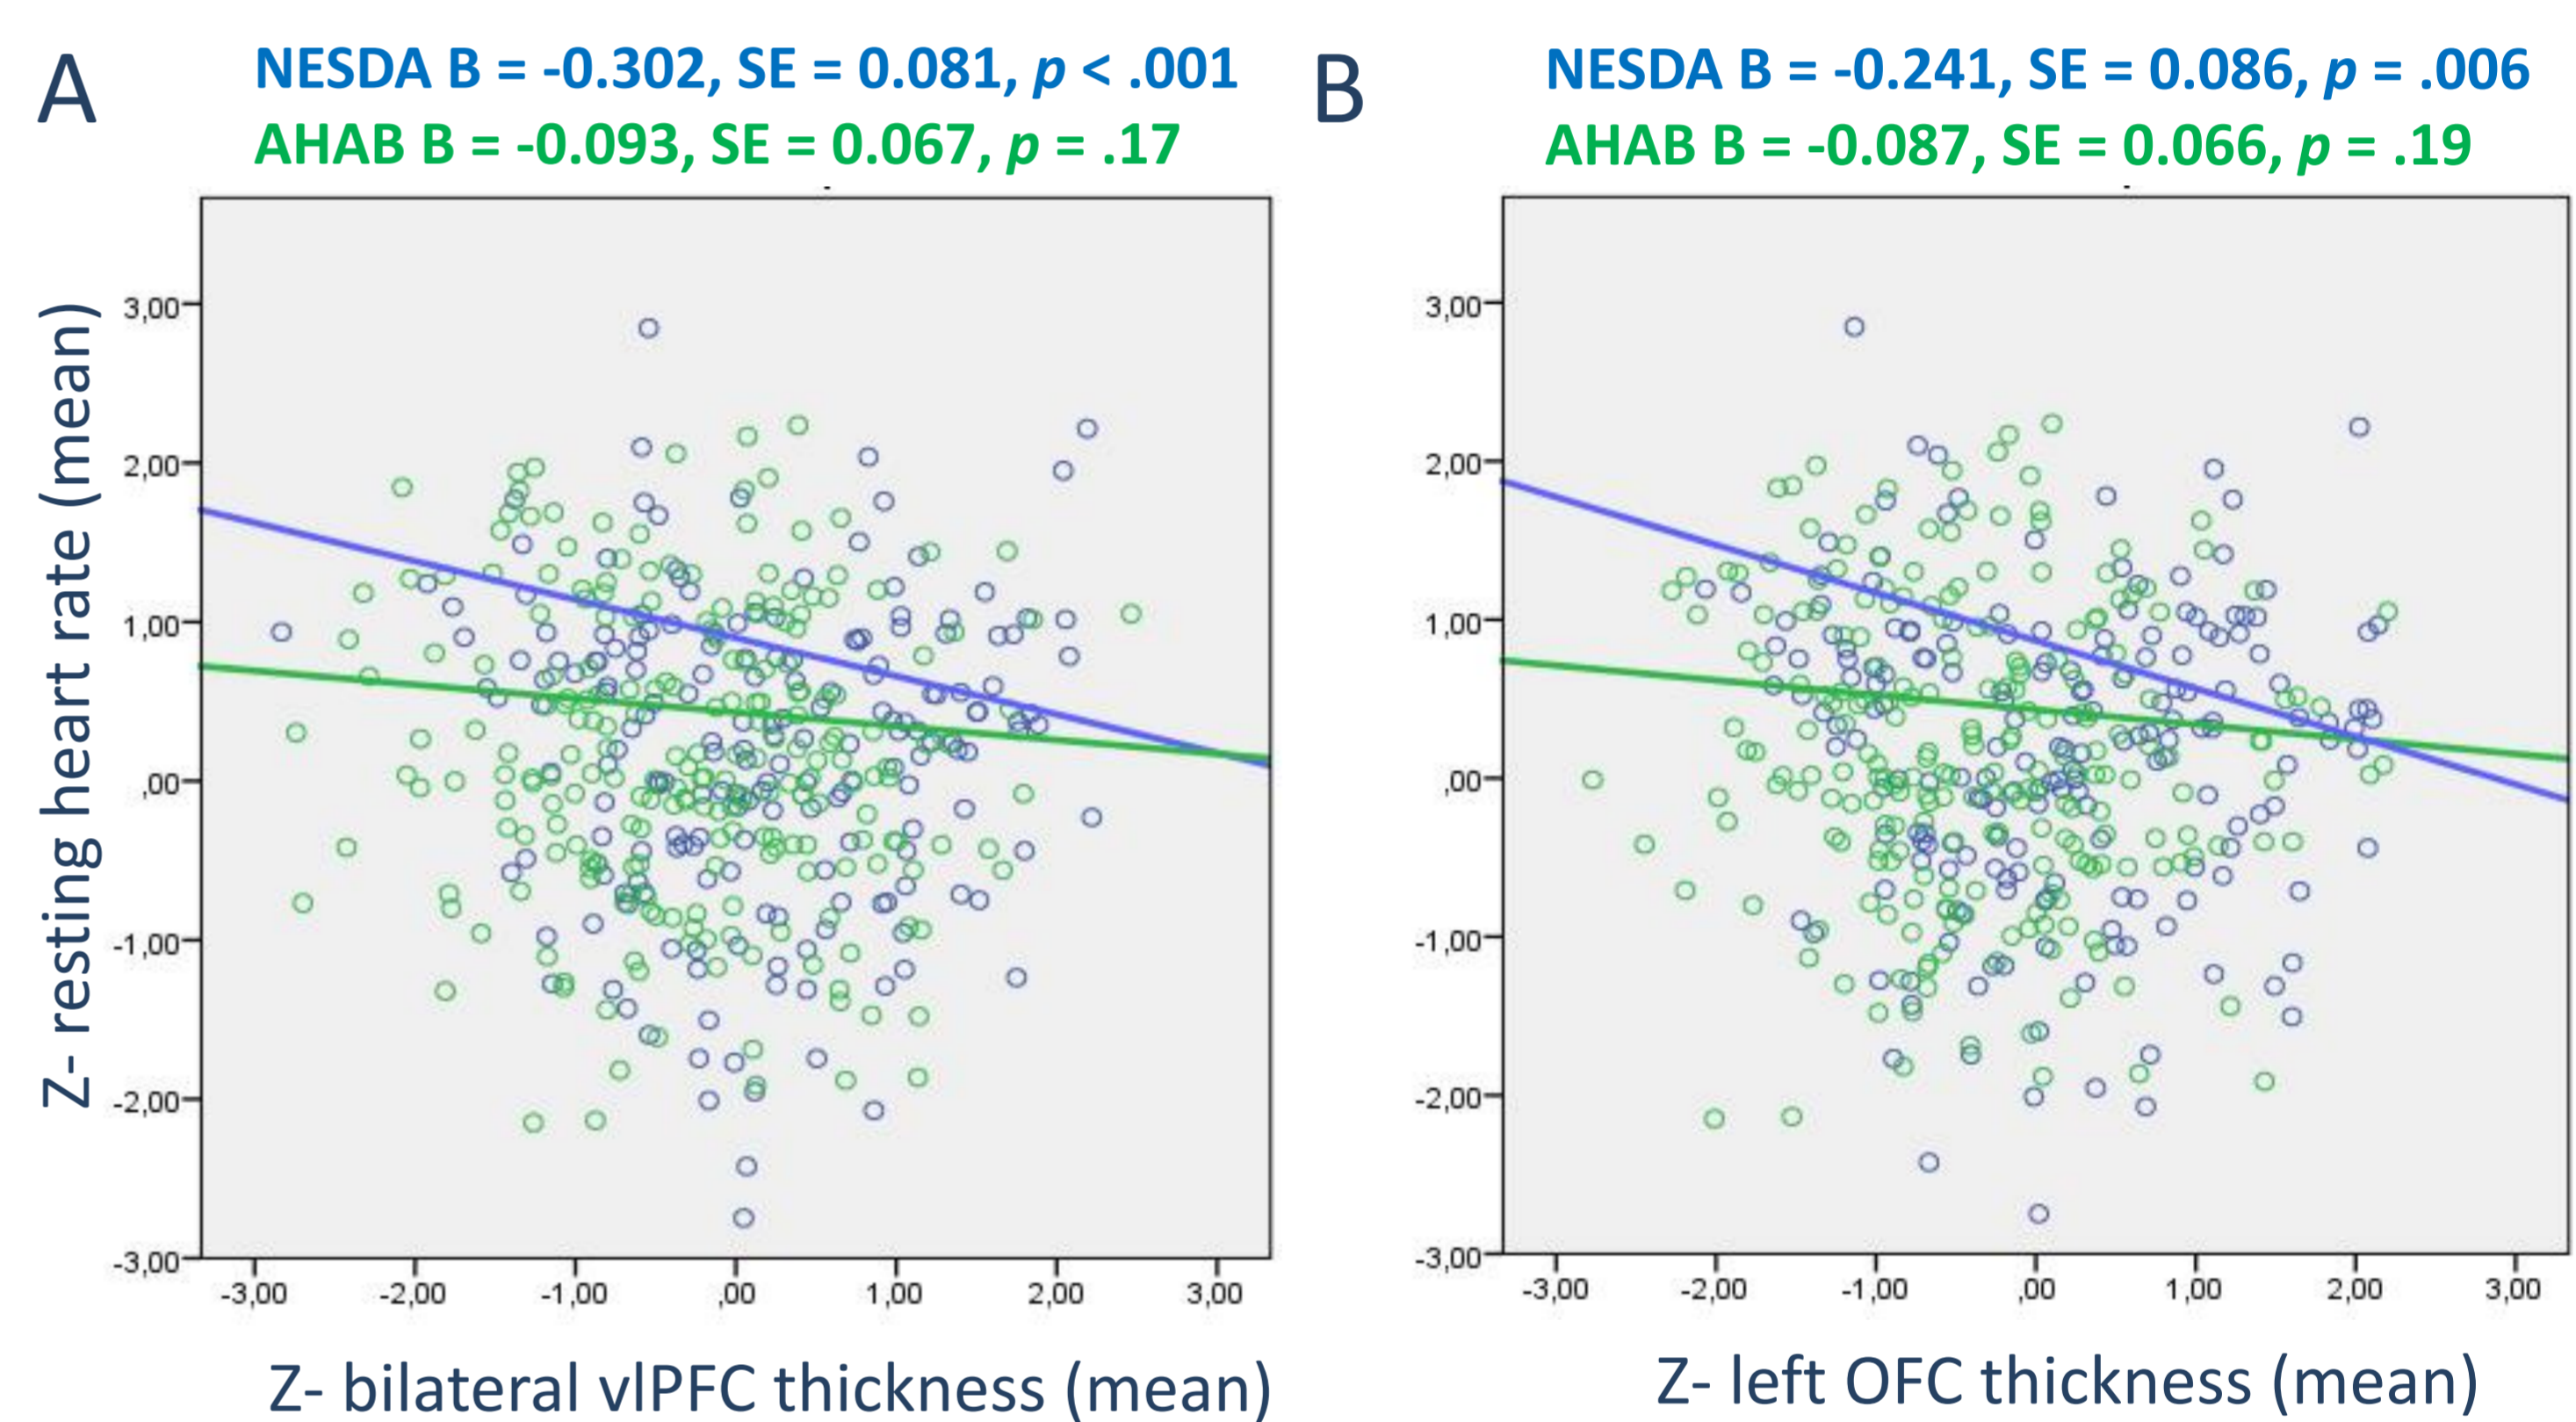 A
NESDA B = -0.302, SE = 0.081, p < .001
AHAB B = -0.093, SE = 0.067, p = .17
Z- resting heart rate (mean)
3,00
2,00
1,00
,00
-1,00
-2,00
-3,00
-3,00 -2,00 -1,00 ,00 1,00 2,00 3,00
Z- bilateral vlPFC thickness (mean)
B
NESDA B = -0.241, SE = 0.086, p = .006
AHAB B = -0.087, SE = 0.066, p = .19
3,00
2,00
1,00
,00
-1,00
-2,00
-3,00
-3,00 -2,00 -1,00 ,00 1,00 2,00 3,00
Z- left OFC thickness (mean)